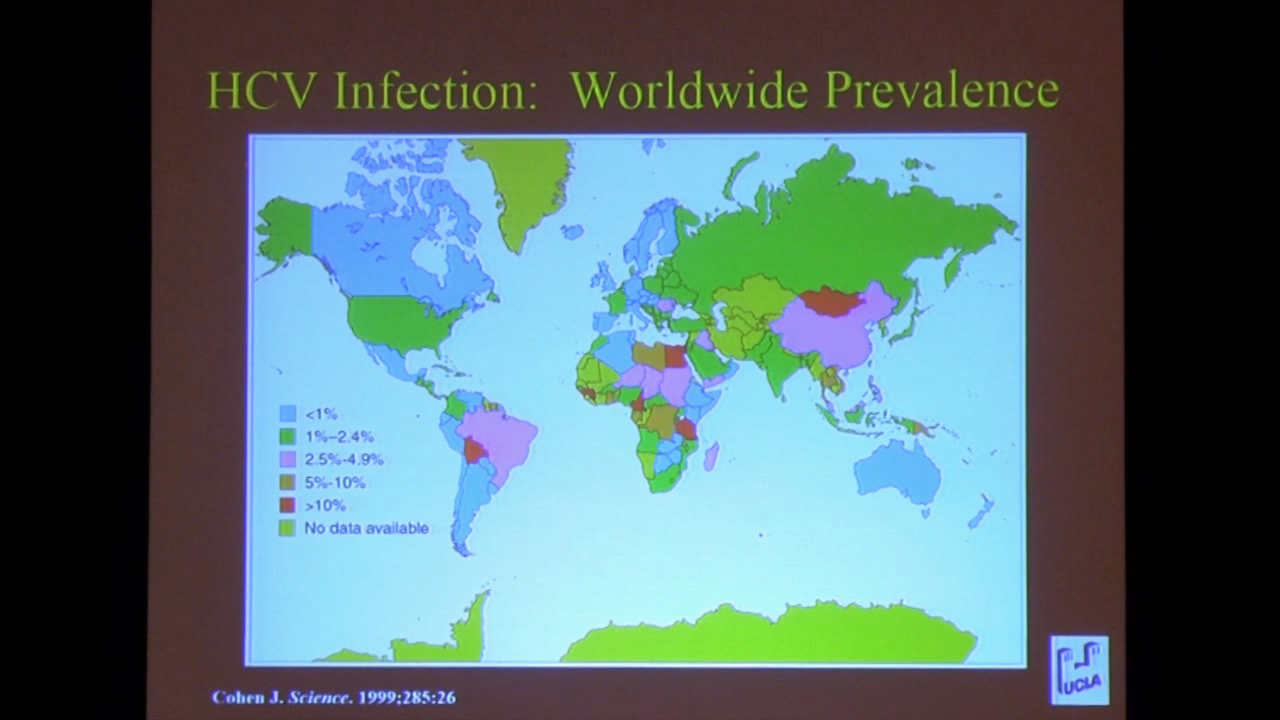 HCV Infection: Worldwide Prevalence
<1%
1%–2.4%
2.5%-4.9%
5%-10%
>10%
No data available
Cohen J. Science. 1999;285:26
UCLA